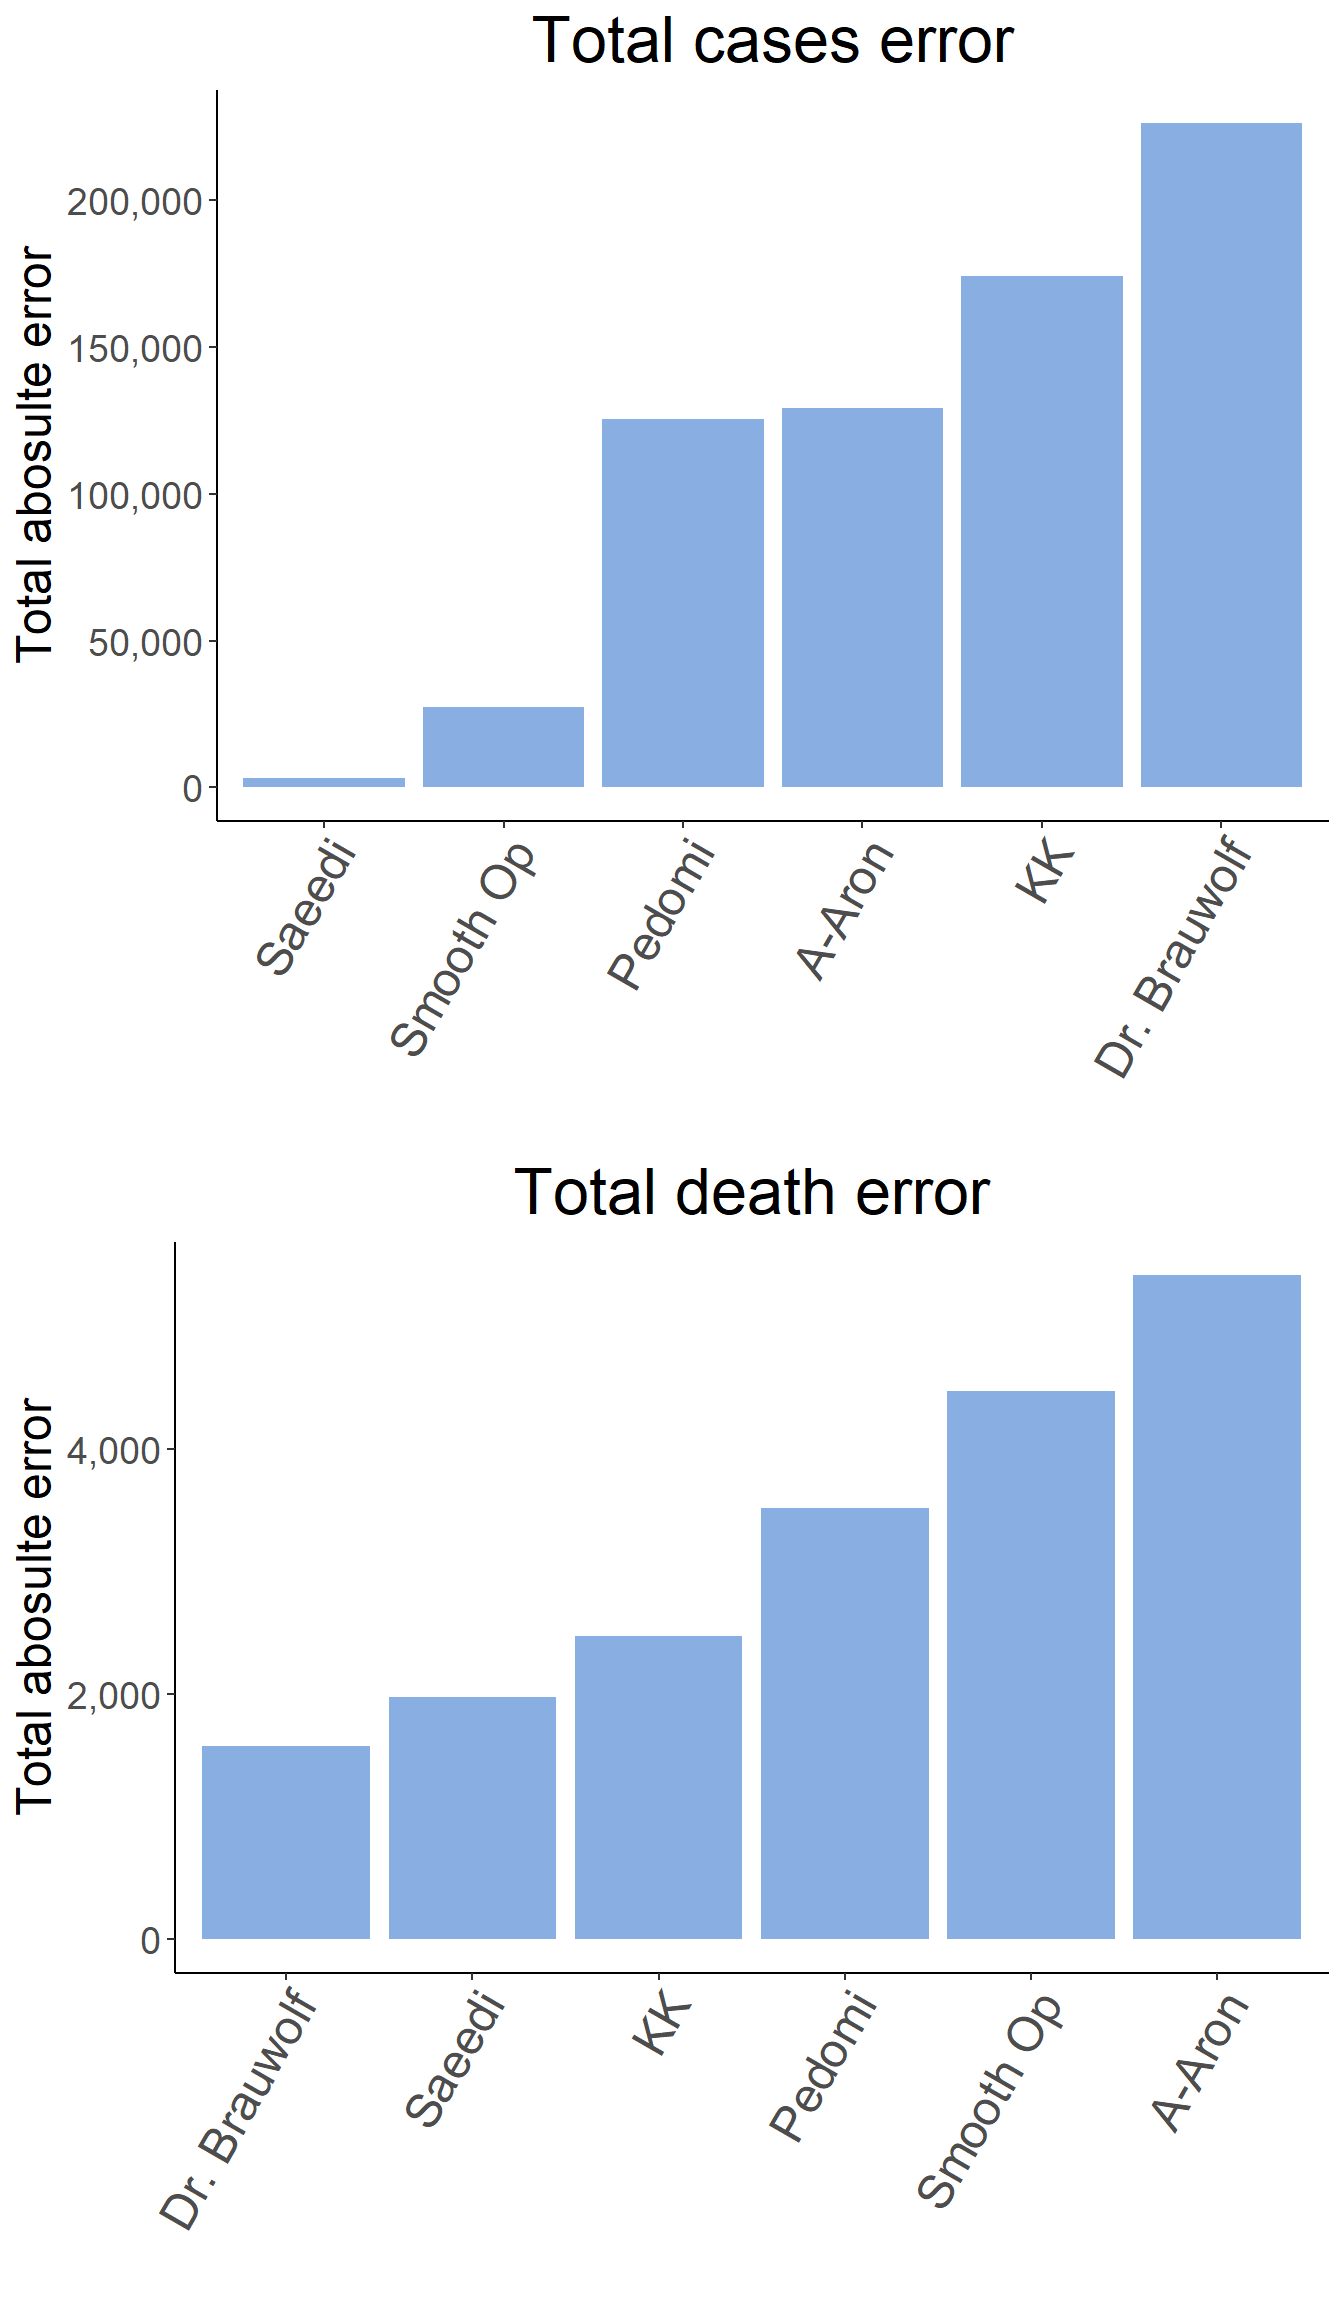 Total cases error
Total abosulte error
200,000
150,000
100,000
50,000
0
Saeedi
Smooth Op
Pedomi
A-Aron
KK
Dr. Brauwolf
Total death error
Total abosulte error
4,000
2,000
0
Dr. Brauwolf
Saeedi
KK
Pedomi
Smooth Op
A-Aron